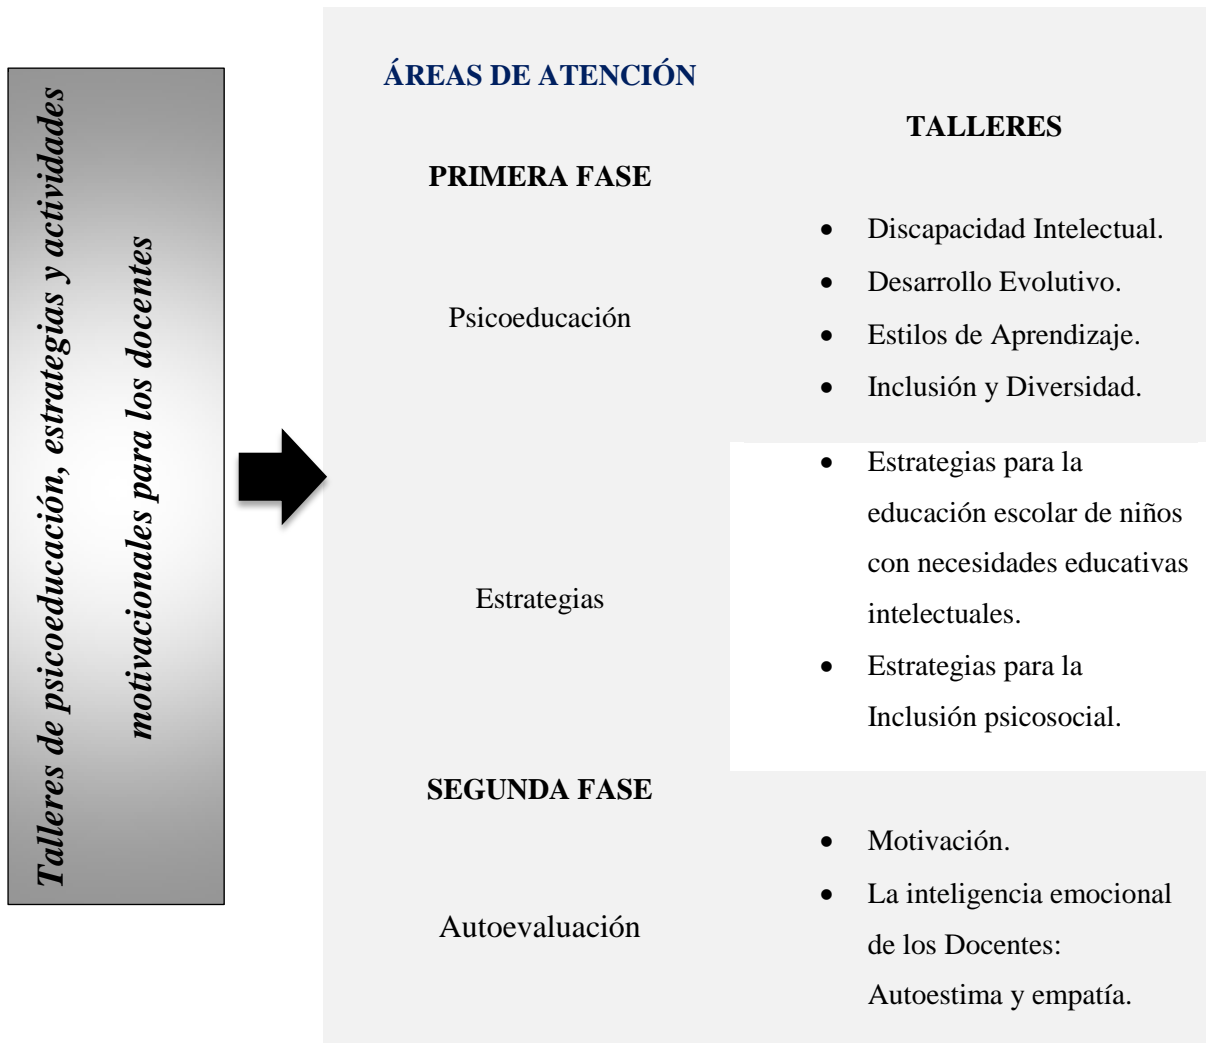 Talleres de psicoeducación, estrategias y actividades
motivacionales para los docentes
ÁREAS DE ATENCIÓN
TALLERES
PRIMERA FASE
Psicoeducación
• Discapacidad Intelectual.
• Desarrollo Evolutivo.
• Estilos de Aprendizaje.
• Inclusión y Diversidad.
Estrategias
• Estrategias para la
educación escolar de niños
con necesidades educativas
intelectuales.
• Estrategias para la
Inclusión psicosocial.
SEGUNDA FASE
Autoevaluación
• Motivación.
• La inteligencia emocional
de los Docentes:
Autoestima y empatía.